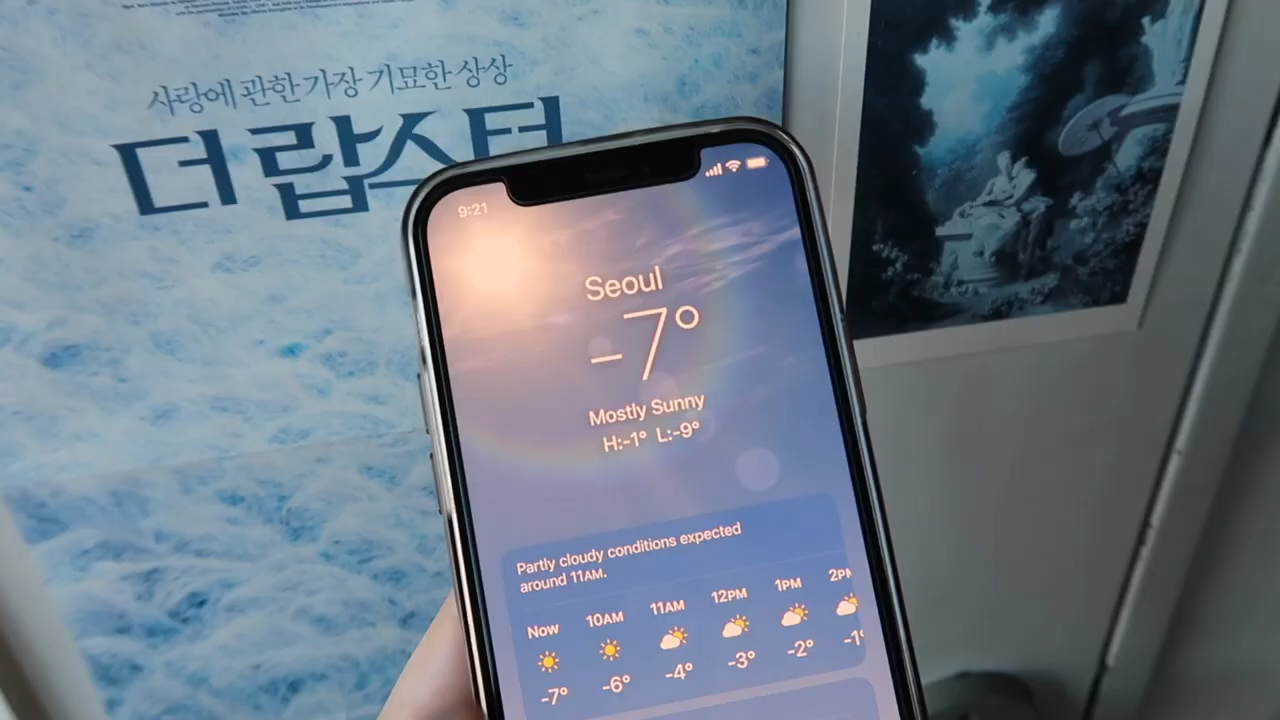 사랑에 관한 가장 기묘한 상상
더 랍스터
9:21
Seoul
-7°
Mostly Sunny
H:-1° L:-9°
Partly cloudy conditions expected
around 11AM.
Now 10AM 11AM 12PM 1PM 2PM
-7° -6° -4° -3° -2° -1°